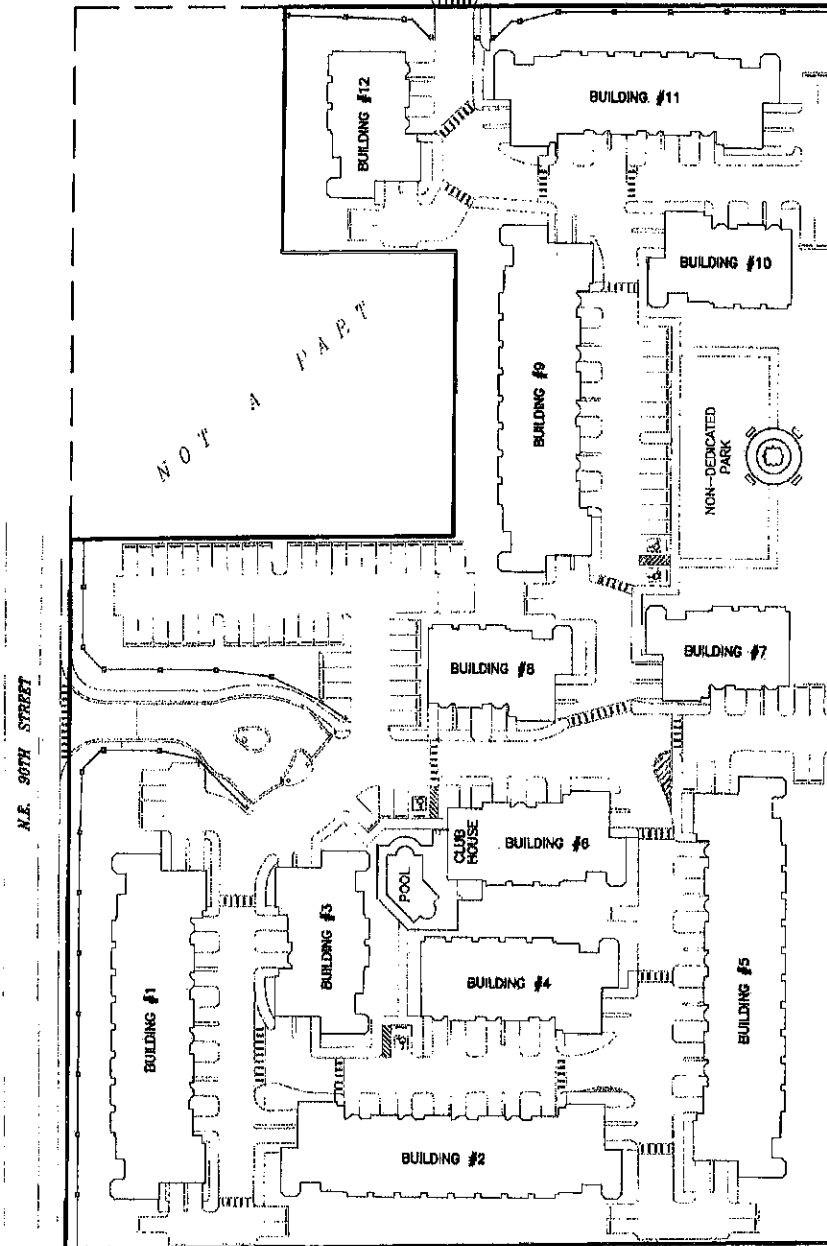 BUILDING #12
BUILDING #11
BUILDING #10
NOT A PART
BUILDING #9
NON-DEDICATED
PARK
BUILDING #8
BUILDING #7
N.E. 90TH STREET
CLUB
HOUSE
BUILDING #6
POOL
BUILDING #3
BUILDING #4
BUILDING #1
BUILDING #5
BUILDING #2